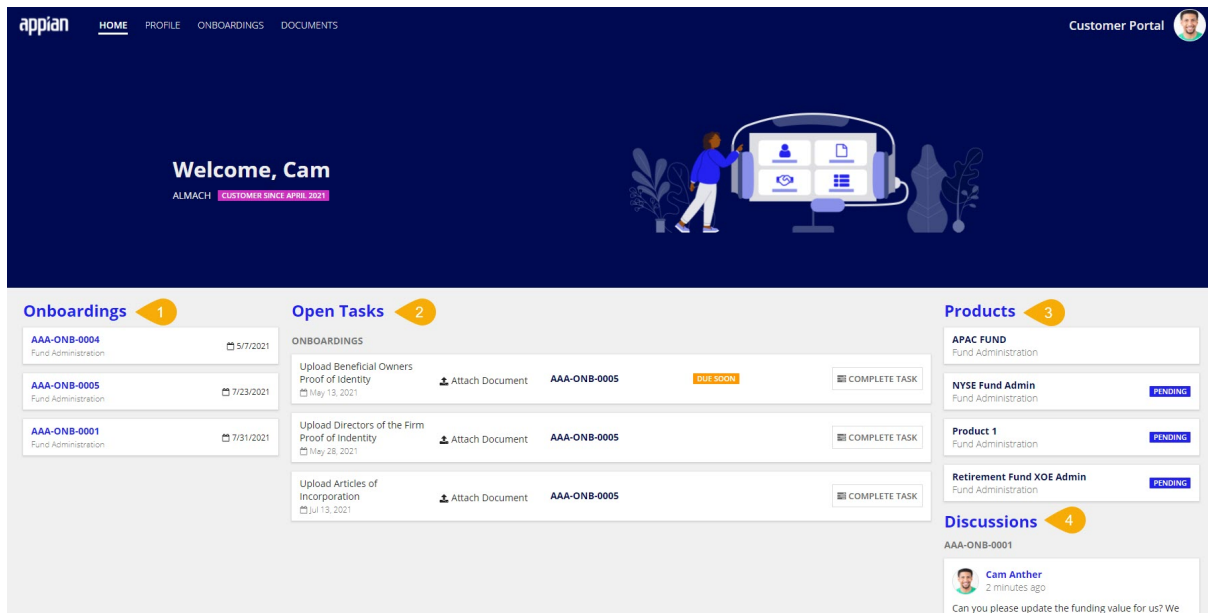 appian HOME PROFILE ONBOARDINGS DOCUMENTS Customer Portal
Welcome, Cam
ALMACH CUSTOMER SINCE APRIL 2021
Onboardings 1
AAA-ONB-0004
Fund Administration
5/7/2021
AAA-ONB-0005
Fund Administration
7/23/2021
AAA-ONB-0001
Fund Administration
7/31/2021
Open Tasks 2
ONBOARDINGS
Upload Beneficial Owners
Proof of Identity
May 13, 2021
Attach Document AAA-ONB-0005 DUE SOON COMPLETE TASK
Upload Directors of the Firm
Proof of Indentity
May 28, 2021
Attach Document AAA-ONB-0005 COMPLETE TASK
Upload Articles of
Incorporation
Jul 13, 2021
Attach Document AAA-ONB-0005 COMPLETE TASK
Products 3
APAC FUND
Fund Administration
NYSE Fund Admin
Fund Administration
PENDING
Product 1
Fund Administration
PENDING
Retirement Fund XOE Admin
Fund Administration
PENDING
Discussions 4
AAA-ONB-0001
Cam Anther
2 minutes ago
Can you please update the funding value for us? We